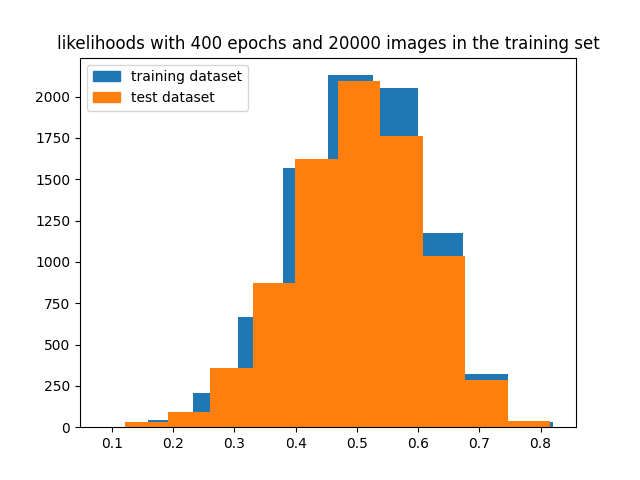 likelihoods with 400 epochs and 20000 images in the training set
training dataset
test dataset
2000
1750
1500
1250
1000
750
500
250
0
0.1 0.2 0.3 0.4 0.5 0.6 0.7 0.8